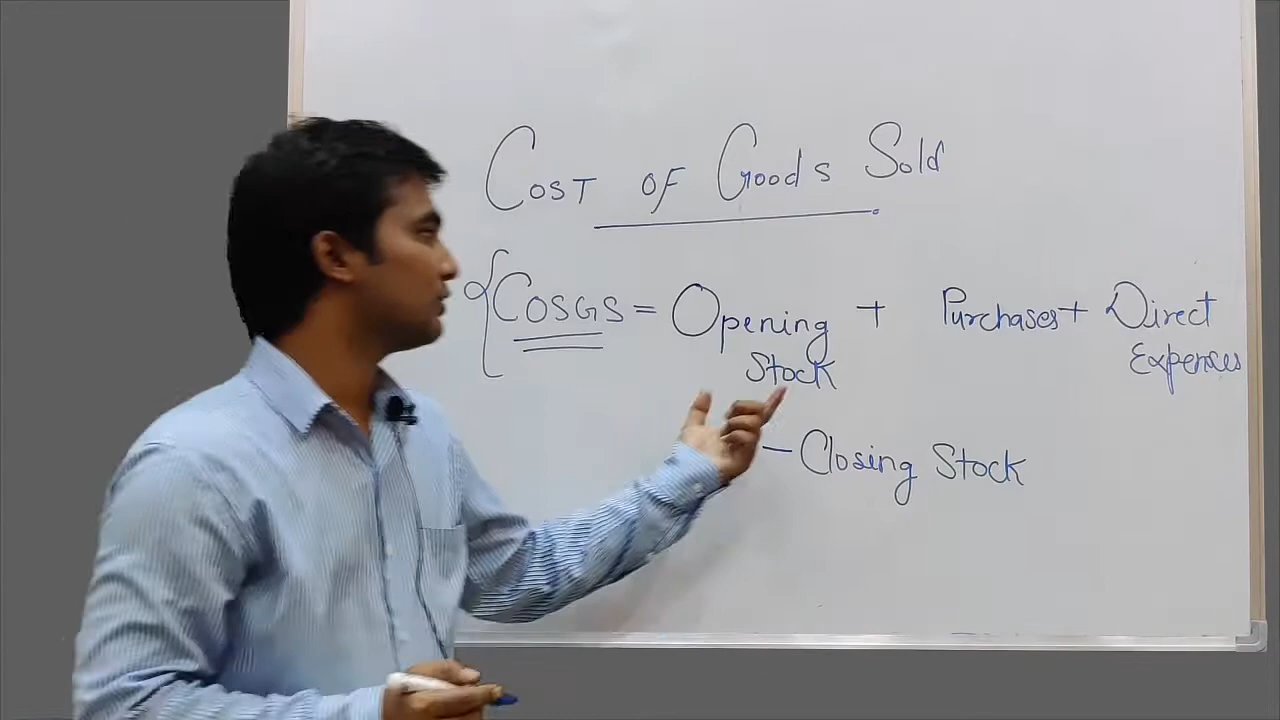 Cost of Goods Sold
COSGS = Opening + Purchases + Direct
Stock Expenses
- Closing Stock